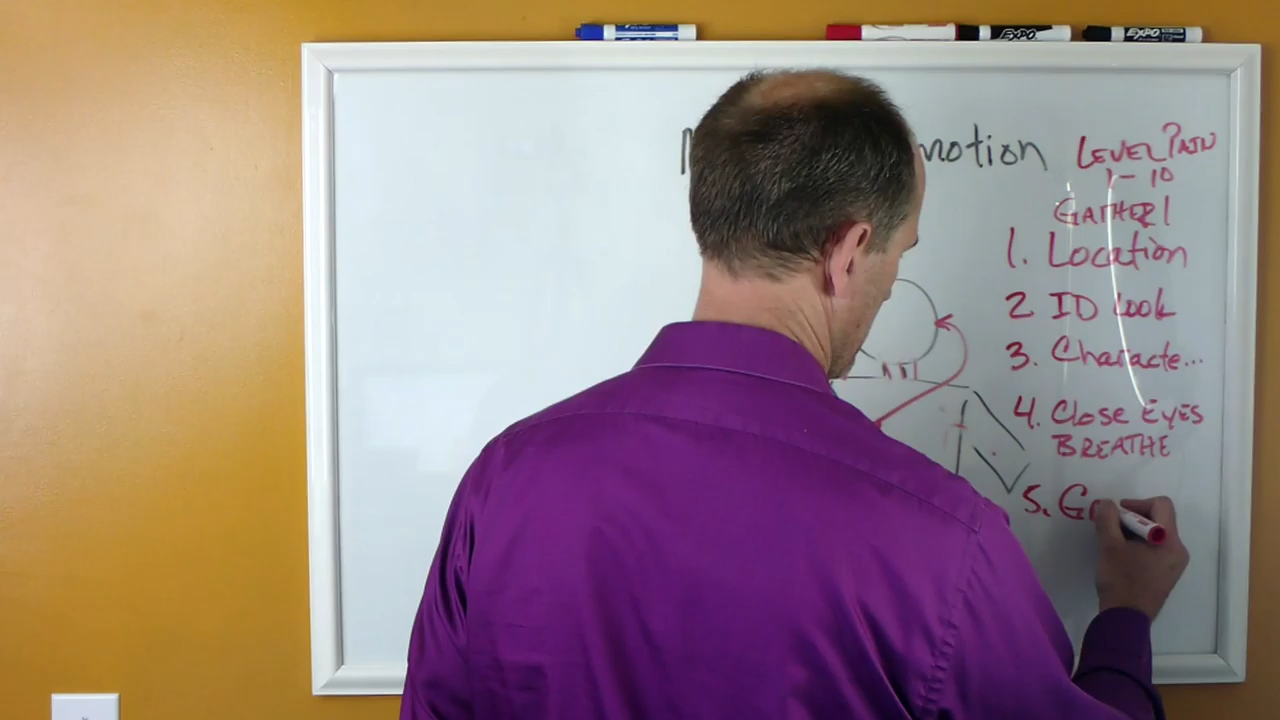 EXPO
EXPO
motion
LEVEL PAIN
1-10
GATHER
1. Location
2 ID Look
3. Characte...
4. Close Eyes
BREATHE
5. G